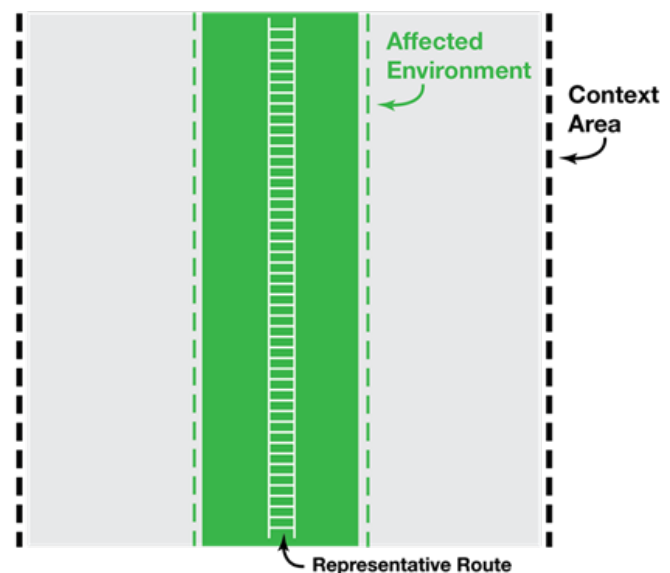 Affected
Environment
Context
Area
Representative Route